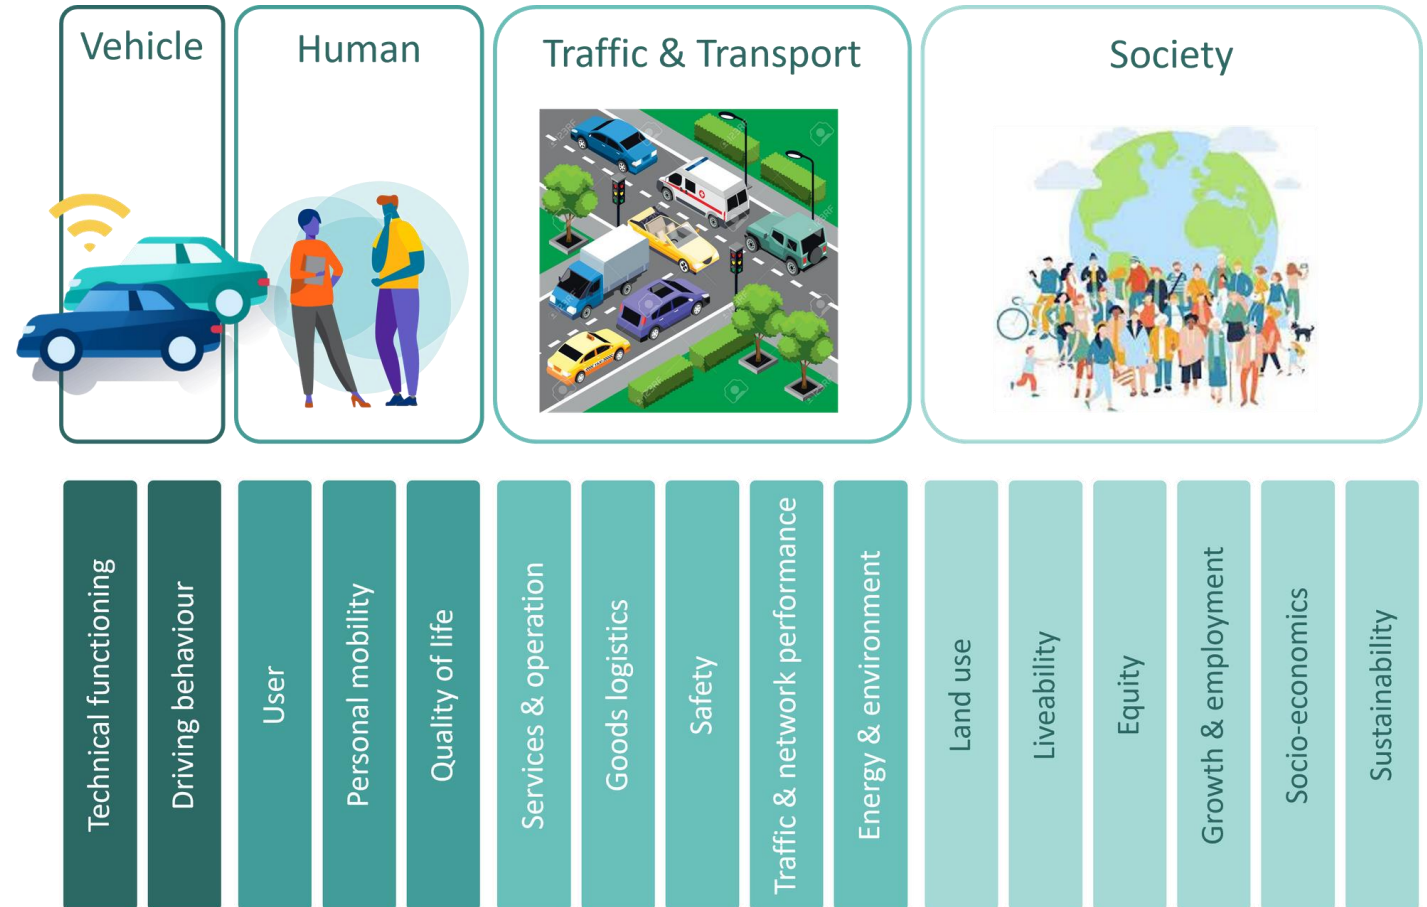 Vehicle
Human
Traffic & Transport
Society
123RF
Technical functioning
Driving behaviour
User
Personal mobility
Quality of life
Services & operation
Goods logistics
Safety
Traffic & network performance
Energy & environment
Land use
Liveability
Equity
Growth & employment
Socio-economics
Sustainability